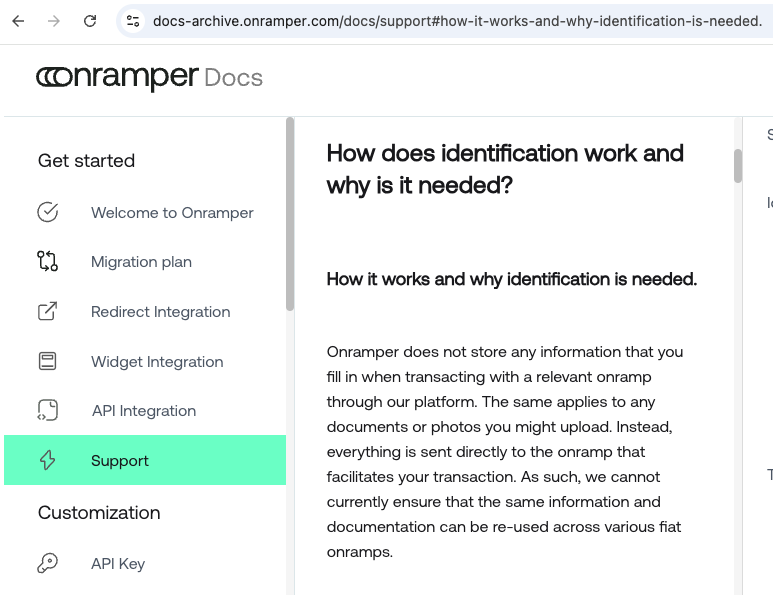 docs-archive.onramper.com/docs/support#how-it-works-and-why-identification-is-needed.
onramper Docs
Get started
Welcome to Onramper
Migration plan
Redirect Integration
Widget Integration
API Integration
Support
Customization
API Key
How does identification work and
why is it needed?
How it works and why identification is needed.
Onramper does not store any information that you
fill in when transacting with a relevant onramp
through our platform. The same applies to any
documents or photos you might upload. Instead,
everything is sent directly to the onramp that
facilitates your transaction. As such, we cannot
currently ensure that the same information and
documentation can be re-used across various fiat
onramps.